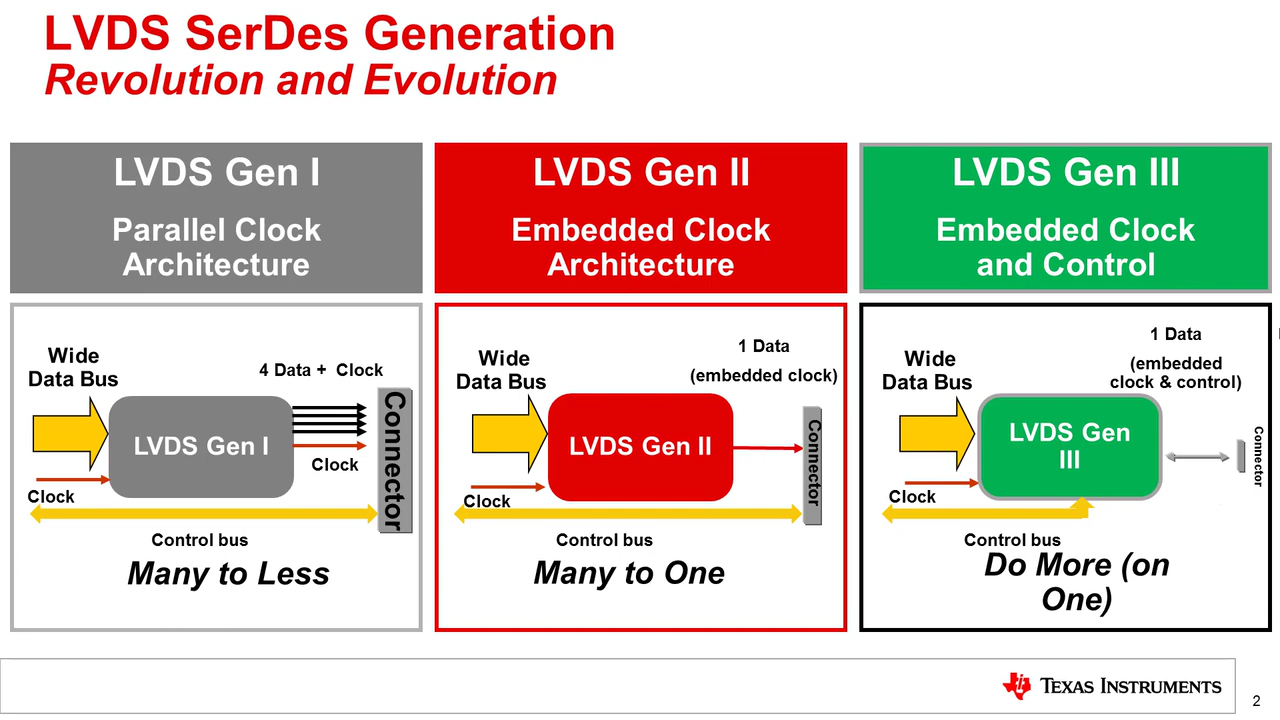 LVDS SerDes Generation
Revolution and Evolution
LVDS Gen I
Parallel Clock
Architecture
Wide
Data Bus
4 Data + Clock
LVDS Gen I
Connector
Clock
Clock
Control bus
Many to Less
LVDS Gen II
Embedded Clock
Architecture
Wide
Data Bus
1 Data
(embedded clock)
LVDS Gen II
Connector
Clock
Control bus
Many to One
LVDS Gen III
Embedded Clock
and Control
Wide
Data Bus
1 Data
(embedded
clock & control)
LVDS Gen
III
Connector
Clock
Control bus
Do More (on
One)
TEXAS INSTRUMENTS
2